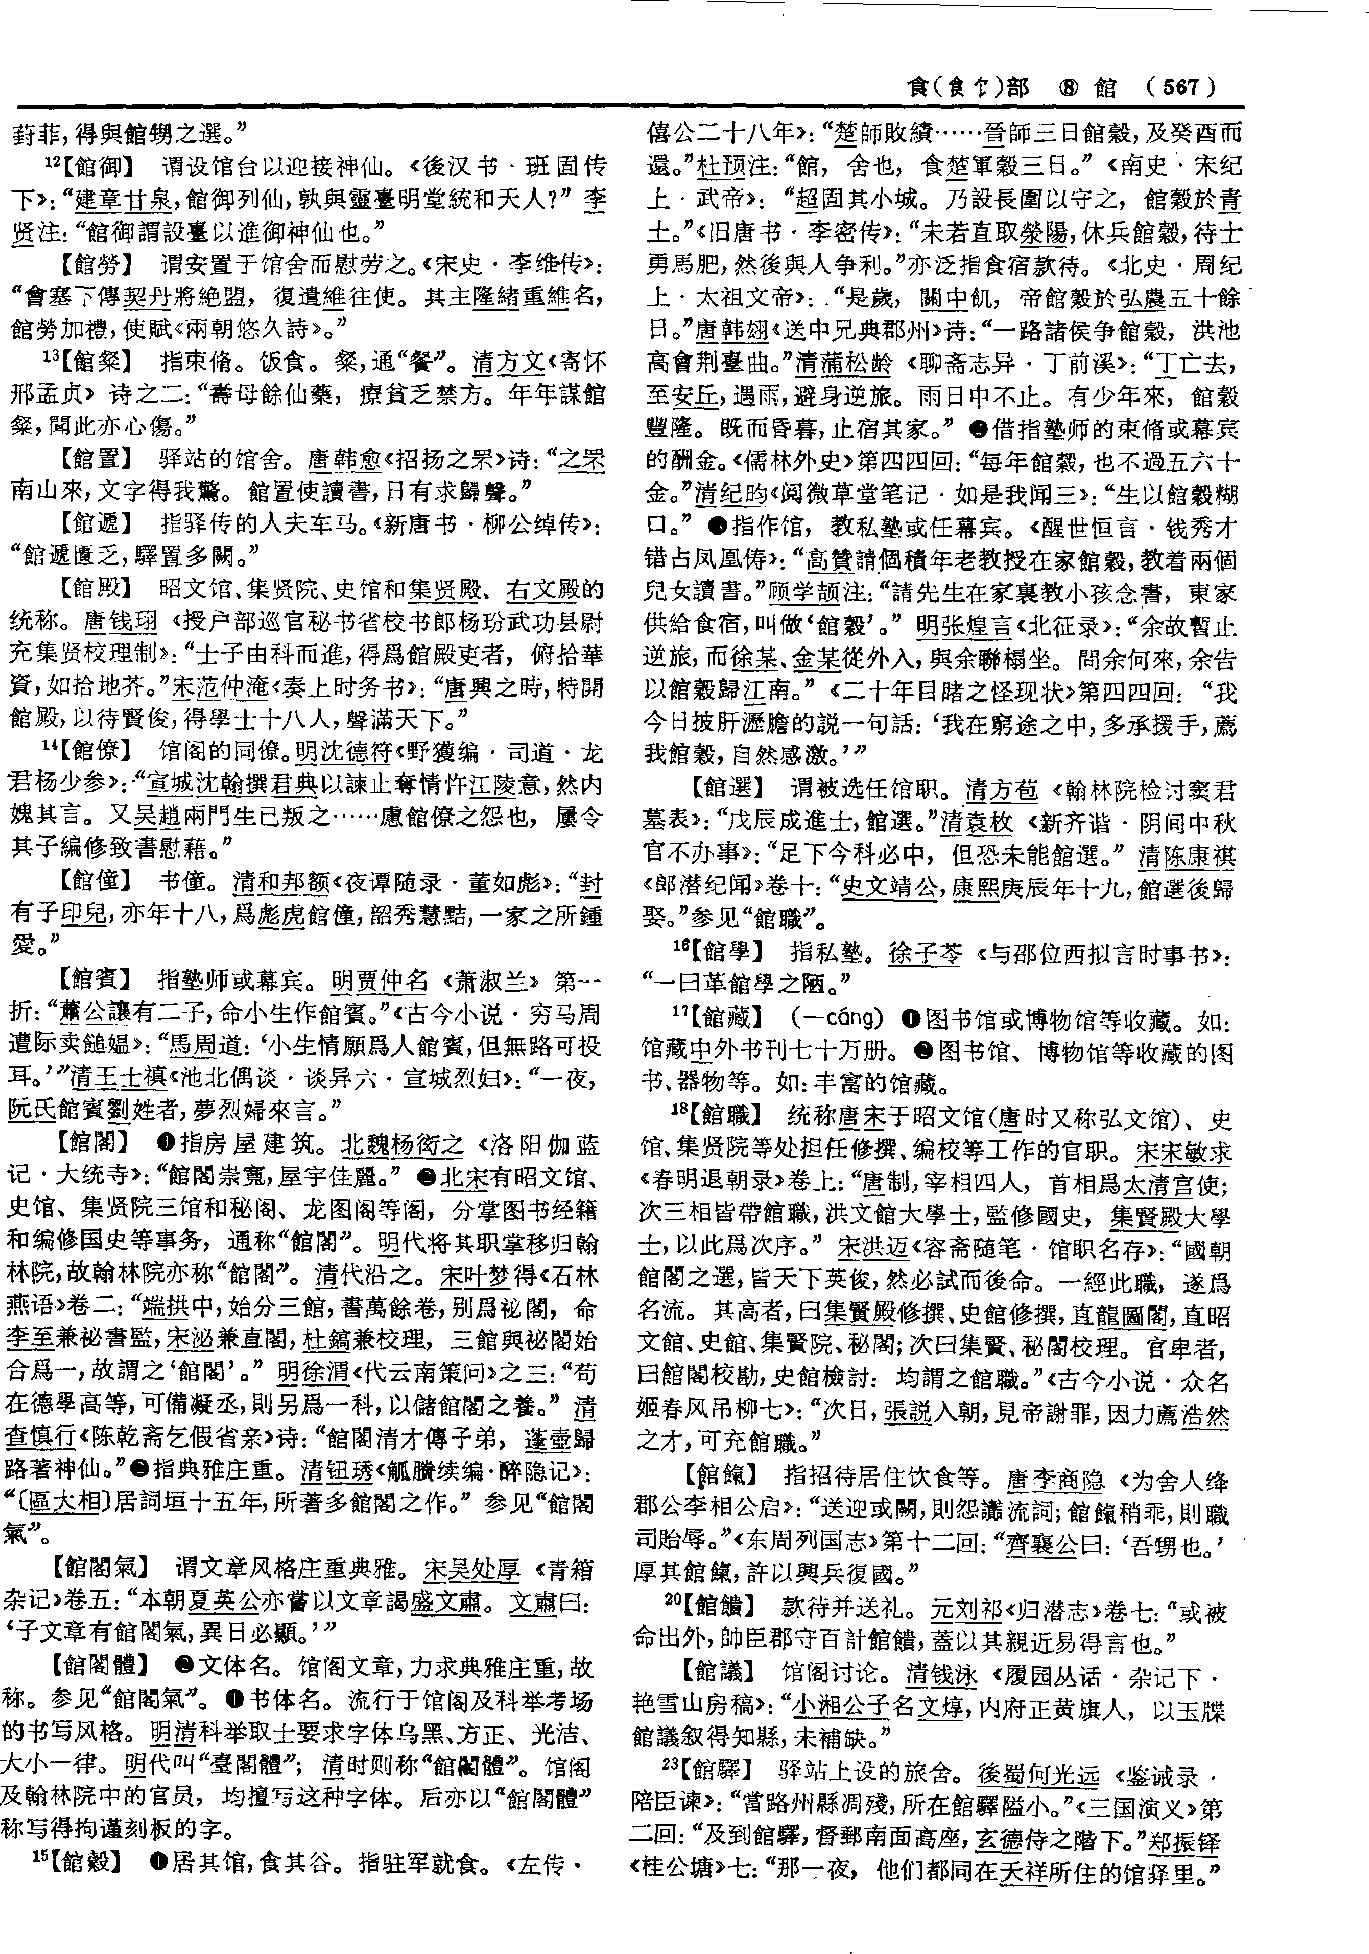 食(飠饣)部 ⑧ 館 (567)
葑菲，得與館甥之選。”
12【館御】 谓设馆台以迎接神仙。《後汉书·班固传
下》：“建章甘泉，館御列仙，孰與靈臺明堂統和天人？” 李
贤注：“館御謂設臺以進御神仙也。”
【館勞】 谓安置于馆舍而慰劳之。《宋史·李维传》：
“會塞下傳契丹將絶盟，復遣維往使。其主隆緒重維名，
館勞加禮，使賦《兩朝悠久詩》。”
13【館粲】 指束脩。饭食。粲，通“餐”。清方文《寄怀
邢孟贞》诗之二：“壽母餘仙藥，療貧乏禁方。年年謀館
粲，聞此亦心傷。”
【館置】 驿站的馆舍。唐韩愈《招扬之罘》诗：“之罘
南山來，文字得我驚。館置使讀書，日有求歸聲。”
【館遞】 指驿传的人夫车马。《新唐书·柳公绰传》：
“館遞匱乏，驛置多闕。”
【館殿】 昭文馆、集贤院、史馆和集贤殿、右文殿的
统称。唐钱珝《授户部巡官秘书省校书郎杨玢武功县尉
充集贤校理制》：“士子由科而進，得爲館殿吏者，俯拾華
資，如拾地芥。”宋范仲淹《奏上时务书》：“唐興之時，特開
館殿，以待賢俊，得學士十八人，聲滿天下。”
14【館僚】 馆阁的同僚。明沈德符《野獲编·司道·龙
君杨少参》：“宣城沈翰撰君典以諫止奪情忤江陵意，然内
媿其言。又吴趙兩門生已叛之……慮館僚之怨也，屢令
其子編修致書慰藉。”
【館僮】 书僮。清和邦额《夜谭随录·董如彪》：“封
有子印兒，亦年十八，爲彪虎館僮，韶秀慧黠，一家之所鍾
愛。”
【館賓】 指塾师或幕宾。明贾仲名《萧淑兰》第一
折：“蕭公讓有二子，命小生作館賓。”《古今小说·穷马周
遭际卖䭔媪》：“馬周道：‘小生情願爲人館賓，但無路可投
耳。’”清王士禛《池北偶谈·谈异六·宣城烈妇》：“一夜，
阮氏館賓劉姓者，夢烈婦來言。”
【館閣】 ❶指房屋建筑。北魏杨衒之《洛阳伽蓝
记·大统寺》：“館閣崇寬，屋宇佳麗。” ❷北宋有昭文馆、
史馆、集贤院三馆和秘阁、龙图阁等阁，分掌图书经籍
和编修国史等事务，通称“館閣”。明代将其职掌移归翰
林院，故翰林院亦称“館閣”。清代沿之。宋叶梦得《石林
燕语》卷二：“端拱中，始分三館，書萬餘卷，别爲祕閣，命
李至兼祕書監，宋泌兼直閣，杜鎬兼校理，三館與祕閣始
合爲一，故謂之‘館閣’。” 明徐渭《代云南策问》之三：“苟
在德學高等，可備凝丞，則另爲一科，以儲館閣之養。” 清
查慎行《陈乾斋乞假省亲》诗：“館閣清才傳子弟，蓬壺歸
路著神仙。”❸指典雅庄重。清钮琇《觚賸续编·醉隐记》：
“〔區大相〕居詞垣十五年，所著多館閣之作。” 参见“館閣
氣”。
【館閣氣】 谓文章风格庄重典雅。宋吴处厚《青箱
杂记》卷五：“本朝夏英公亦嘗以文章謁盛文肅。文肅曰：
‘子文章有館閣氣，異日必顯。’”
【館閣體】 ❷文体名。馆阁文章，力求典雅庄重，故
称。参见“館閣氣”。❶书体名。流行于馆阁及科举考场
的书写风格。明清科举取士要求字体乌黑、方正、光洁、
大小一律。明代叫“臺閣體”；清时则称“館閣體”。馆阁
及翰林院中的官员，均擅写这种字体。后亦以“館閣體”
称写得拘谨刻板的字。
15【館穀】 ❶居其馆，食其谷。指驻军就食。《左传·
僖公二十八年》：“楚師敗績……晉師三日館穀，及癸酉而
還。”杜预注：“館，舍也，食楚軍穀三日。”《南史·宋纪
上·武帝》：“超固其小城。乃設長圍以守之，館穀於青
土。”《旧唐书·李密传》：“未若直取滎陽，休兵館穀，待士
勇馬肥，然後與人争利。”亦泛指食宿款待。《北史·周纪
上·太祖文帝》：“是歲，關中飢，帝館穀於弘農五十餘
日。”唐韩翃《送中兄典郡州》诗：“一路諸侯争館穀，洪池
高會荆臺曲。”清蒲松龄《聊斋志异·丁前溪》：“丁亡去，
至安丘，遇雨，避身逆旅。雨日中不止。有少年來，館穀
豐隆。既而昏暮，止宿其家。”❷借指塾师的束脩或幕宾
的酬金。《儒林外史》第四四回：“每年館穀，也不過五六十
金。”清纪昀《阅微草堂笔记·如是我闻三》：“生以館穀糊
口。” ❸指作馆，教私塾或任幕宾。《醒世恒言·钱秀才
错占凤凰俦》：“高贊請個積年老教授在家館穀，教着兩個
兒女讀書。”顾学颉注：“請先生在家裏教小孩念書，東家
供給食宿，叫做‘館穀’。” 明张煌言《北征录》：“余故暫止
逆旅，而徐某、金某從外入，與余聯榻坐。問余何來，余告
以館穀歸江南。”《二十年目睹之怪现状》第四四回：“我
今日披肝瀝膽的説一句話：‘我在窮途之中，多承援手，薦
我館穀，自然感激。’”
【館選】 谓被选任馆职。清方苞《翰林院检讨窦君
墓表》：“戊辰成進士，館選。”清袁枚《新齐谐·阴间中秋
官不办事》：“足下今科必中，但恐未能館選。” 清陈康祺
《郎潜纪闻》卷十：“史文靖公，康熙庚辰年十九，館選後歸
娶。”参见“館職”。
16【館學】 指私塾。徐子苓《与邵位西拟言时事书》：
“一曰革館學之陋。”
17【館藏】 (—cáng) ❶图书馆或博物馆等收藏。如：
馆藏中外书刊七十万册。❷图书馆、博物馆等收藏的图
书、器物等。如：丰富的馆藏。
18【館職】 统称唐宋于昭文馆(唐时又称弘文馆)、史
馆、集贤院等处担任修撰、编校等工作的官职。宋宋敏求
《春明退朝录》卷上：“唐制，宰相四人，首相爲太清宫使；
次三相皆帶館職，洪文館大學士，監修國史，集賢殿大學
士，以此爲次序。” 宋洪迈《容斋随笔·馆职名存》：“國朝
館閣之選，皆天下英俊，然必試而後命。一經此職，遂爲
名流。其高者，曰集賢殿修撰、史館修撰，直龍圖閣，直昭
文館、史館、集賢院、秘閣；次曰集賢、秘閣校理。官卑者，
曰館閣校勘，史館檢討：均謂之館職。”《古今小说·众名
姬春风吊柳七》：“次日，張説入朝，見帝謝罪，因力薦浩然
之才，可充館職。”
【館餼】 指招待居住饮食等。唐李商隐《为舍人绛
郡公李相公启》：“送迎或闕，則怨讟流詞；館餼稍乖，則職
司貽辱。”《东周列国志》第十二回：“齊襄公曰：‘吾甥也。’
厚其館餼，許以興兵復國。”
20【館饋】 款待并送礼。元刘祁《归潜志》卷七：“或被
命出外，帥臣郡守百計館饋，蓋以其親近易得言也。”
【館議】 馆阁讨论。清钱泳《履园丛话·杂记下·
艳雪山房稿》：“小湘公子名文㷷，内府正黄旗人，以玉牒
館議叙得知縣，未補缺。”
23【館驛】 驿站上设的旅舍。後蜀何光远《鉴诫录·
陪臣谏》：“當路州縣凋殘，所在館驛隘小。”《三国演义》第
二回：“及到館驛，督郵南面高座，玄德侍之階下。”郑振铎
《桂公塘》七：“那一夜，他们都同在天祥所住的馆驿里。”